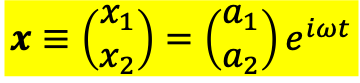 𝒙 ≡ (x₁ x₂) = (a₁ a₂) e^{iωt}